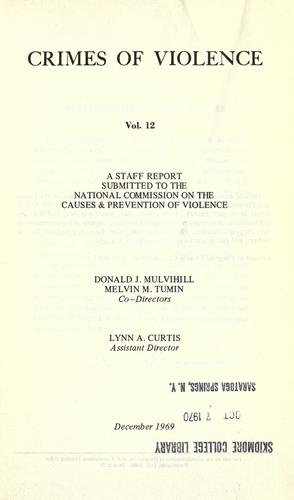 CRIMES OF VIOLENCE
Vol. 12
A STAFF REPORT
SUBMITTED TO THE
NATIONAL COMMISSION ON THE
CAUSES & PREVENTION OF VIOLENCE
DONALD J. MULVIHILL
MELVIN M. TUMIN
Co-Directors
LYNN A. CURTIS
Assistant Director
December 1969
SKIDMORE COLLEGE LIBRARY
OCT 7 1970
SARATOGA SPRINGS, N. Y.